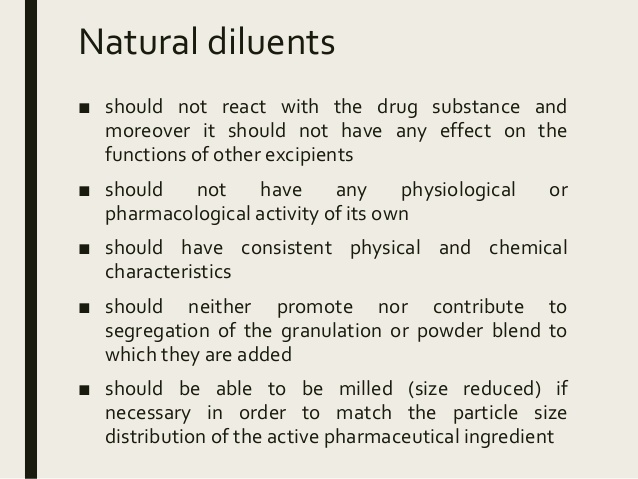 Natural diluents
■ should not react with the drug substance and
moreover it should not have any effect on the
functions of other excipients
■ should not have any physiological or
pharmacological activity of its own
■ should have consistent physical and chemical
characteristics
■ should neither promote nor contribute to
segregation of the granulation or powder blend to
which they are added
■ should be able to be milled (size reduced) if
necessary in order to match the particle size
distribution of the active pharmaceutical ingredient